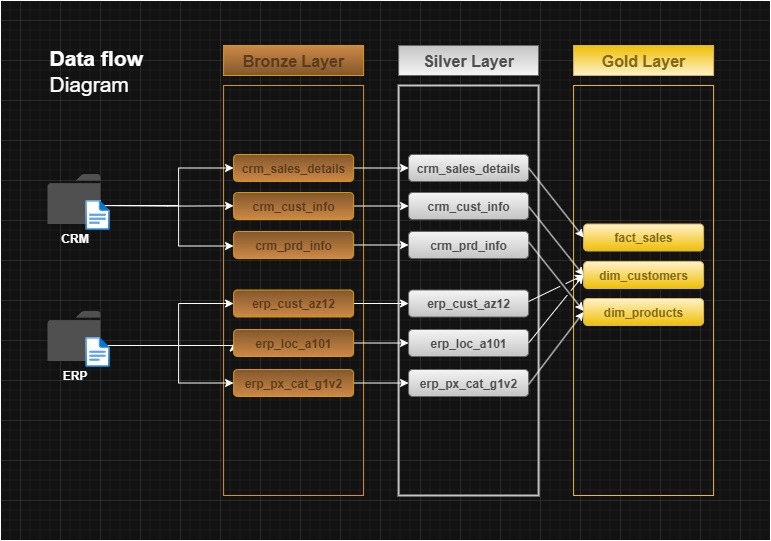 Data flow
Diagram
Bronze Layer
Silver Layer
Gold Layer
CRM
crm_sales_details
crm_cust_info
crm_prd_info
ERP
erp_cust_az12
erp_loc_a101
erp_px_cat_g1v2
crm_sales_details
crm_cust_info
crm_prd_info
erp_cust_az12
erp_loc_a101
erp_px_cat_g1v2
fact_sales
dim_customers
dim_products